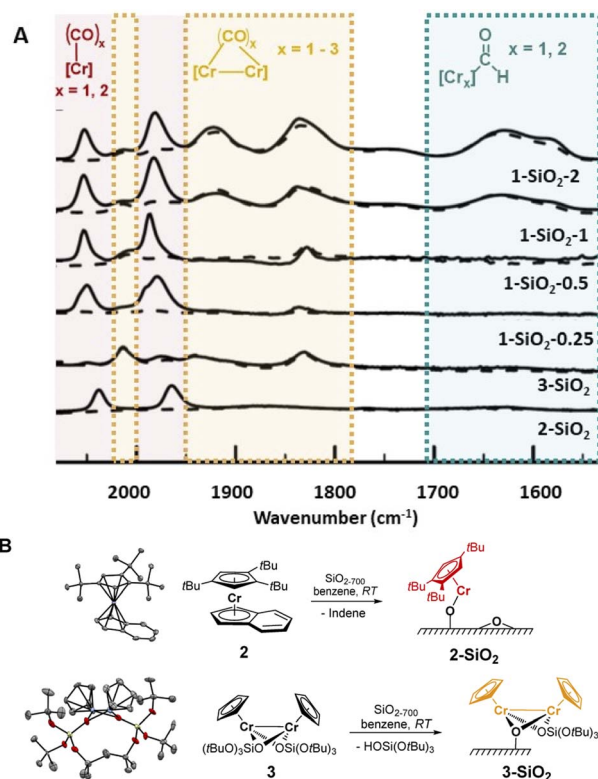 A
(CO)x
[Cr]
x = 1, 2
(CO)x
[Cr—Cr]
x = 1 - 3
O
C
[Crx] H
x = 1, 2
1-SiO2-2
1-SiO2-1
1-SiO2-0.5
1-SiO2-0.25
3-SiO2
2-SiO2
2000 1900 1800 1700 1600
Wavenumber (cm-1)
B
tBu
tBu
tBu
Cr
2
SiO2-700
benzene, RT
- Indene
tBu
tBu
tBu
Cr
O
O
2-SiO2
Cr—Cr
(tBuO)3SiO OSi(OtBu)3
3
SiO2-700
benzene, RT
- HOSi(OtBu)3
Cr Cr
O OSi(OtBu)3
3-SiO2